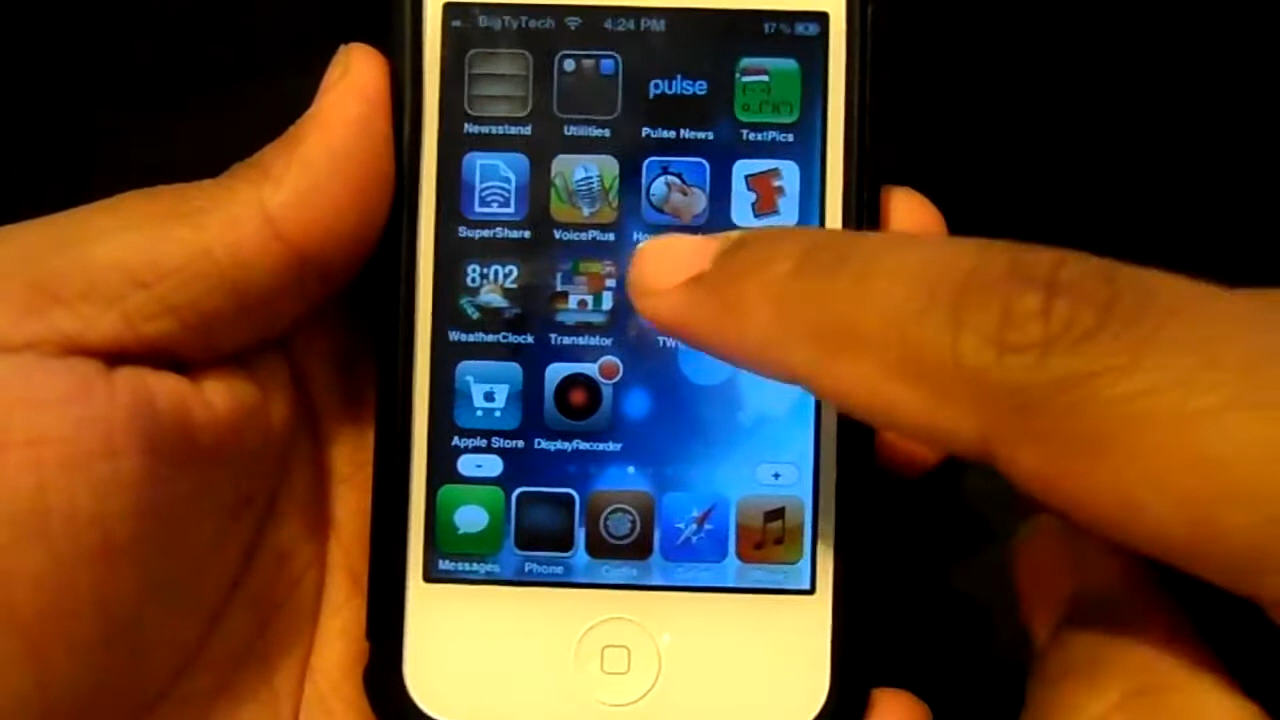 BigTyTech 4:24 PM 17%
pulse
Newsstand Utilities Pulse News TextPics
F
SuperShare VoicePlus
8:02
WeatherClock Translator
Apple Store DisplayRecorder
- +
Messages Phone Cydia